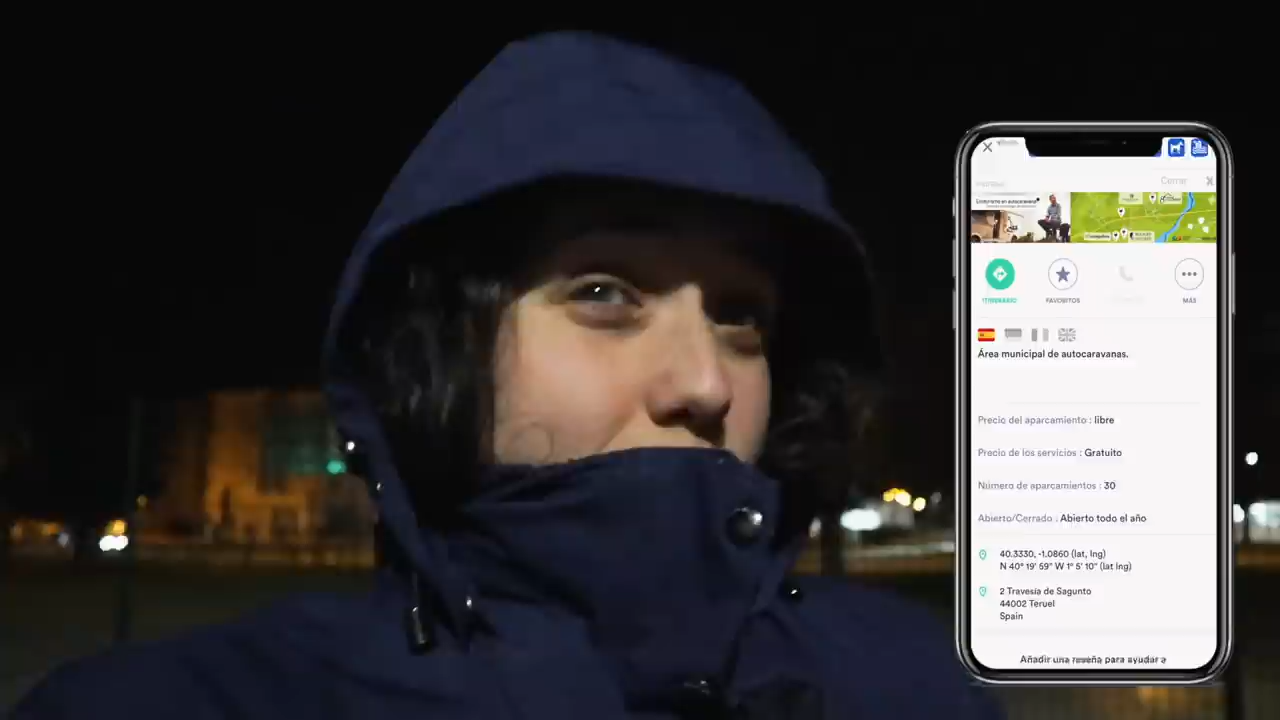 Cerrar X
ITINERARIO
FAVORITOS
MÁS
Área municipal de autocaravanas.
Precio del aparcamiento : libre
Precio de los servicios : Gratuito
Número de aparcamientos : 30
Abierto/Cerrado : Abierto todo el año
40.3330, -1.0860 (lat, lng)
N 40° 19' 59" W 1° 5' 10" (lat lng)
2 Travesía de Sagunto
44002 Teruel
Spain
Añadir una reseña para ayudar a